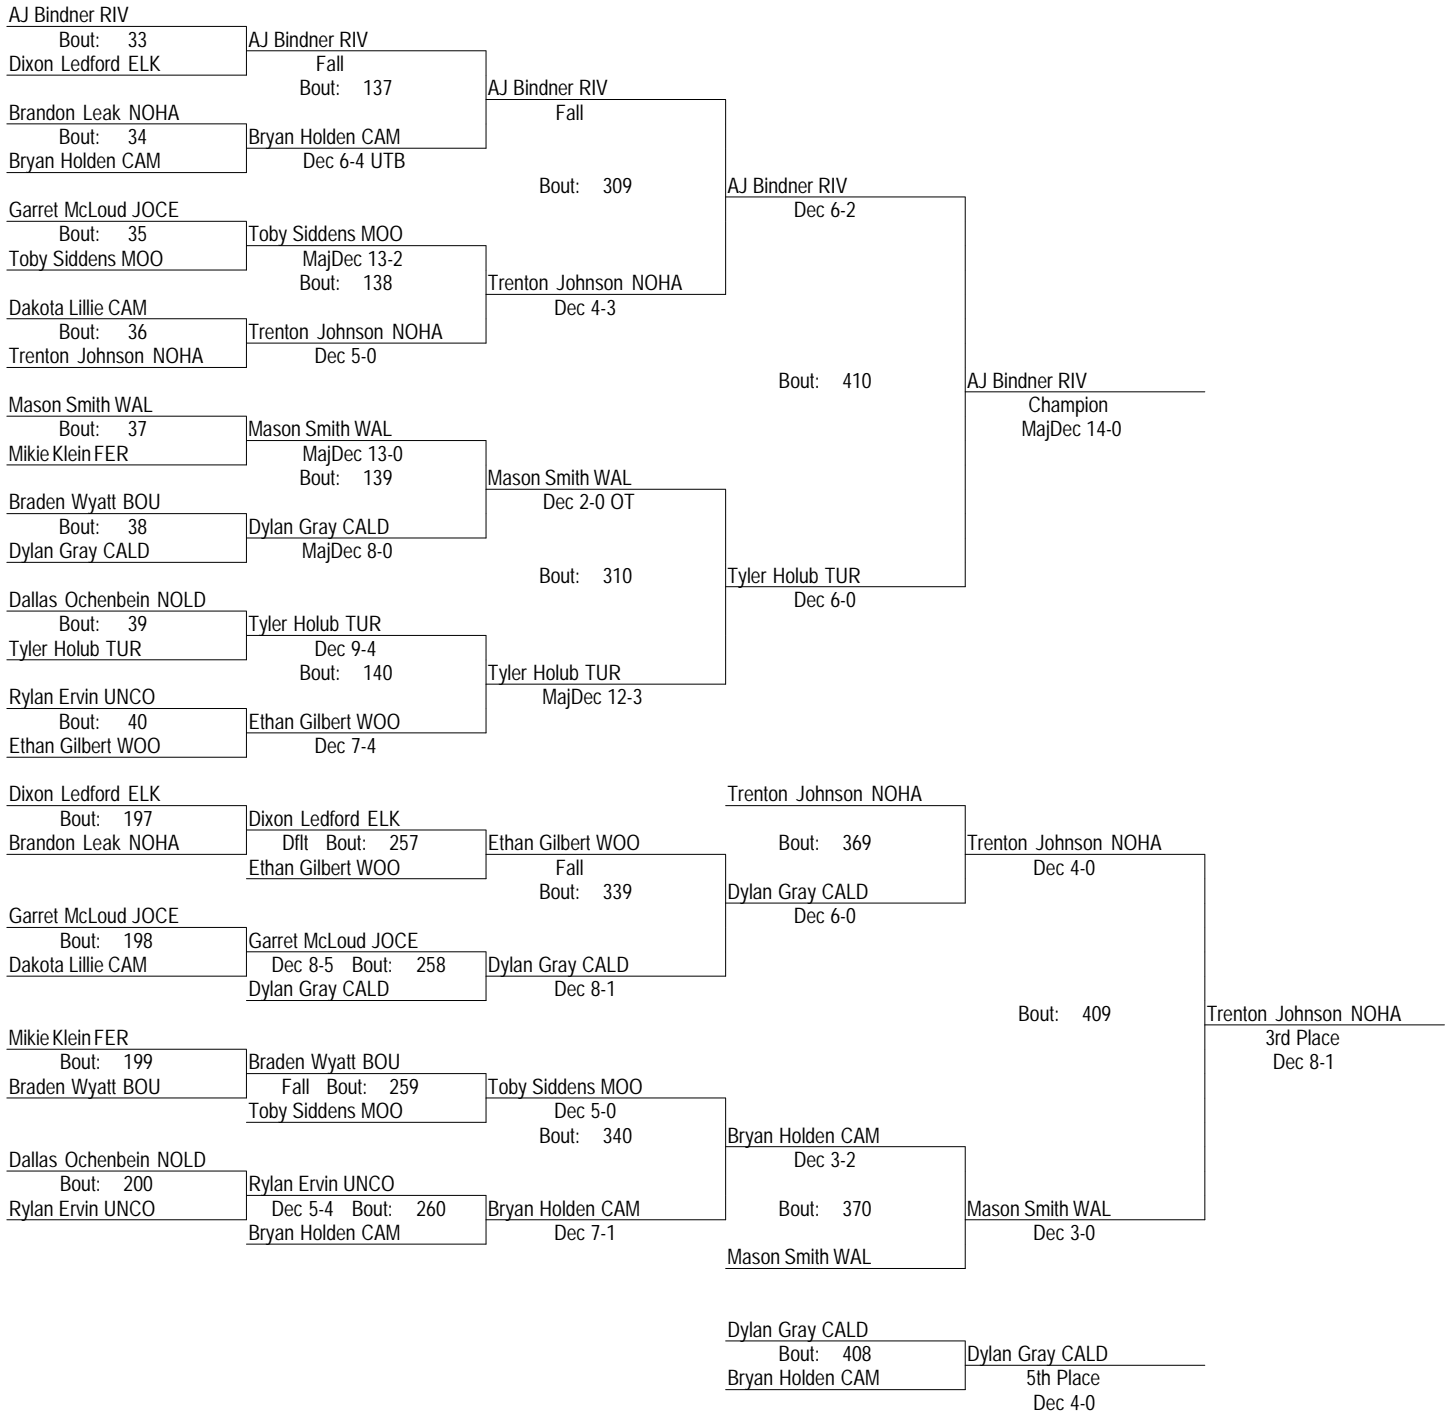 AJ Bindner RIV
Bout: 33
AJ Bindner RIV
Dixon Ledford ELK
Fall
Bout: 137
AJ Bindner RIV
Brandon Leak NOHA
Fall
Bout: 34
Bryan Holden CAM
Bryan Holden CAM
Dec 6-4 UTB
Bout: 309
AJ Bindner RIV
Garret McLoud JOCE
Dec 6-2
Bout: 35
Toby Siddens MOO
Toby Siddens MOO
MajDec 13-2
Bout: 138
Trenton Johnson NOHA
Dakota Lillie CAM
Dec 4-3
Bout: 36
Trenton Johnson NOHA
Trenton Johnson NOHA
Dec 5-0
Bout: 410
AJ Bindner RIV
Mason Smith WAL
Champion
Bout: 37
Mason Smith WAL
MajDec 14-0
Mikie Klein FER
MajDec 13-0
Bout: 139
Mason Smith WAL
Braden Wyatt BOU
Dec 2-0 OT
Bout: 38
Dylan Gray CALD
Dylan Gray CALD
MajDec 8-0
Bout: 310
Tyler Holub TUR
Dallas Ochenbein NOLD
Dec 6-0
Bout: 39
Tyler Holub TUR
Tyler Holub TUR
Dec 9-4
Bout: 140
Tyler Holub TUR
Rylan Ervin UNCO
MajDec 12-3
Bout: 40
Ethan Gilbert WOO
Ethan Gilbert WOO
Dec 7-4
Dixon Ledford ELK
Trenton Johnson NOHA
Bout: 197
Dixon Ledford ELK
Brandon Leak NOHA
Dflt Bout: 257
Ethan Gilbert WOO
Bout: 369
Trenton Johnson NOHA
Ethan Gilbert WOO
Fall
Dec 4-0
Bout: 339
Dylan Gray CALD
Garret McLoud JOCE
Dec 6-0
Bout: 198
Garret McLoud JOCE
Dakota Lillie CAM
Dec 8-5 Bout: 258
Dylan Gray CALD
Dylan Gray CALD
Dec 8-1
Bout: 409
Trenton Johnson NOHA
Mikie Klein FER
3rd Place
Bout: 199
Braden Wyatt BOU
Dec 8-1
Braden Wyatt BOU
Fall Bout: 259
Toby Siddens MOO
Toby Siddens MOO
Dec 5-0
Bout: 340
Bryan Holden CAM
Dallas Ochenbein NOLD
Dec 3-2
Bout: 200
Rylan Ervin UNCO
Rylan Ervin UNCO
Dec 5-4 Bout: 260
Bryan Holden CAM
Bout: 370
Mason Smith WAL
Bryan Holden CAM
Dec 7-1
Dec 3-0
Mason Smith WAL
Dylan Gray CALD
Bout: 408
Dylan Gray CALD
Bryan Holden CAM
5th Place
Dec 4-0